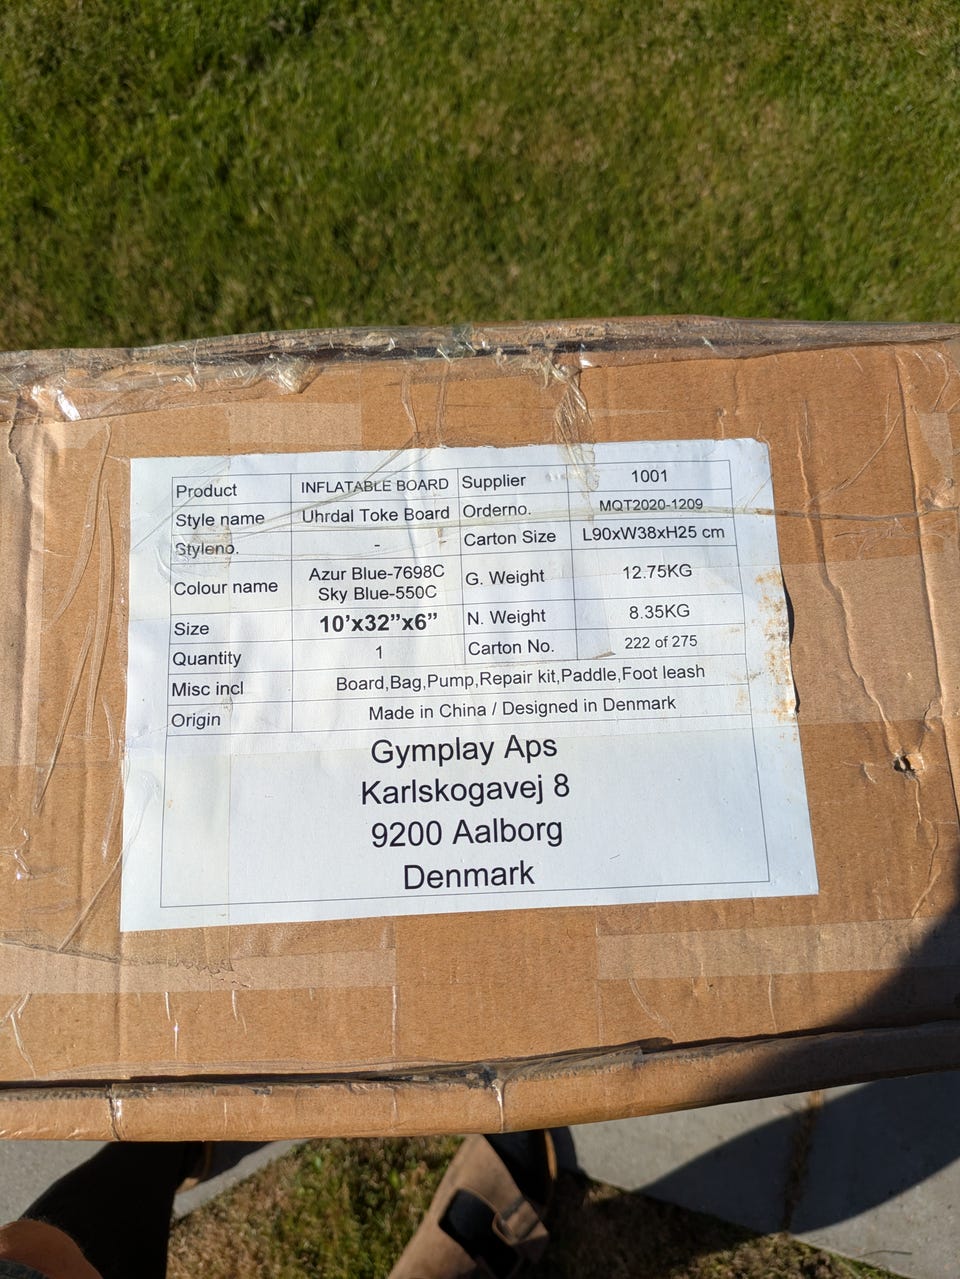 Product INFLATABLE BOARD Supplier 1001
Style name Uhrdal Toke Board Orderno. MQT2020-1209
Styleno. - Carton Size L90xW38xH25 cm
Colour name Azur Blue-7698C
Sky Blue-550C G. Weight 12.75KG
Size 10'x32"x6" N. Weight 8.35KG
Quantity 1 Carton No. 222 of 275
Misc incl Board,Bag,Pump,Repair kit,Paddle,Foot leash
Origin Made in China / Designed in Denmark
Gymplay Aps
Karlskogavej 8
9200 Aalborg
Denmark